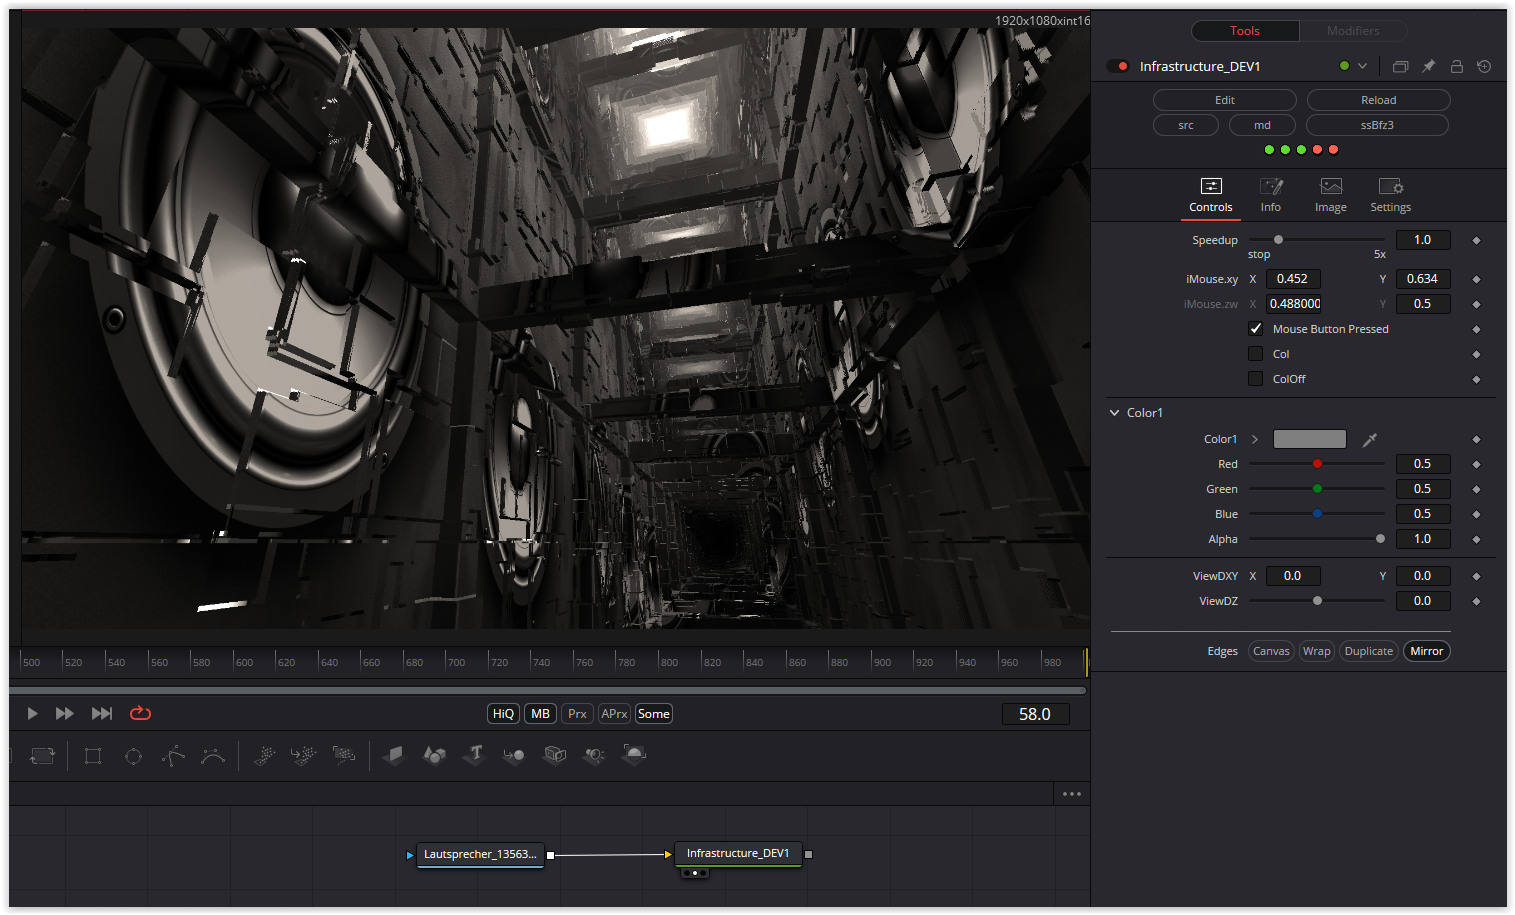 1920x1080xint16
Tools
Modifiers
Infrastructure_DEV1
Edit
Reload
src
md
ssBfz3
Controls
Info
Image
Settings
Speedup
1.0
stop
5x
iMouse.xy X 0.452 Y 0.634
iMouse.zw X 0.488000 Y 0.5
Mouse Button Pressed
Col
ColOff
Color1
Color1
Red 0.5
Green 0.5
Blue 0.5
Alpha 1.0
ViewDXY X 0.0 Y 0.0
ViewDZ 0.0
Edges Canvas Wrap Duplicate Mirror
500 520 540 560 580 600 620 640 660 680 700 720 740 760 780 800 820 840 860 880 900 920 940 960 980
HiQ MB Prx APrx Some
58.0
Lautsprecher_13563...
Infrastructure_DEV1